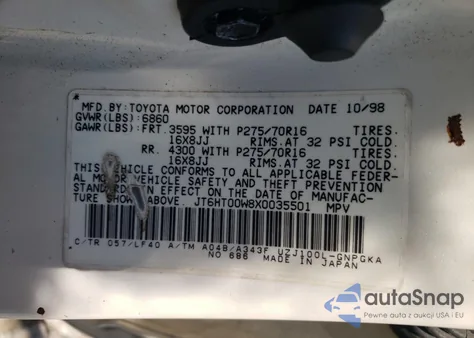 MFD.BY: TOYOTA MOTOR CORPORATION DATE 10/98
GVWR(LBS):6860
GAWR(LBS): FRT. 3595 WITH P275/70R16 TIRES.
16X8JJ RIMS.AT 32 PSI COLD.
RR. 4300 WITH P275/70R16 TIRES.
16X8JJ RIMS.AT 32 PSI COLD.
THIS VEHICLE CONFORMS TO ALL APPLICABLE FEDER-
AL MOTOR VEHICLE SAFETY AND THEFT PREVENTION
STANDARDS IN EFFECT ON THE DATE OF MANUFAC-
TURE SHOWN ABOVE. JT6HT00W8X0035501 MPV
C/TR 057/LF40 A/TM A04B/A343F UZJ100L-GNPGKA
NO 686 MADE IN JAPAN
autaSnap
Pewne auta z aukcji USA i EU